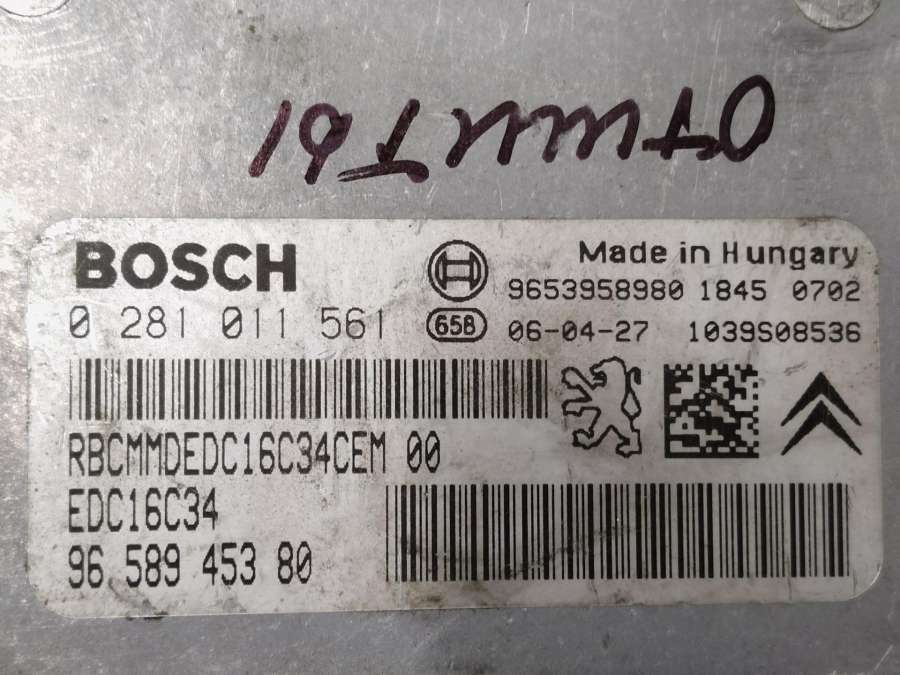 BOSCH
Made in Hungary
9653958980 1845 0702
0 281 011 561
658
06-04-27 1039S08536
RBCMMDEDC16C34CEM 00
EDC16C34
96 589 453 80